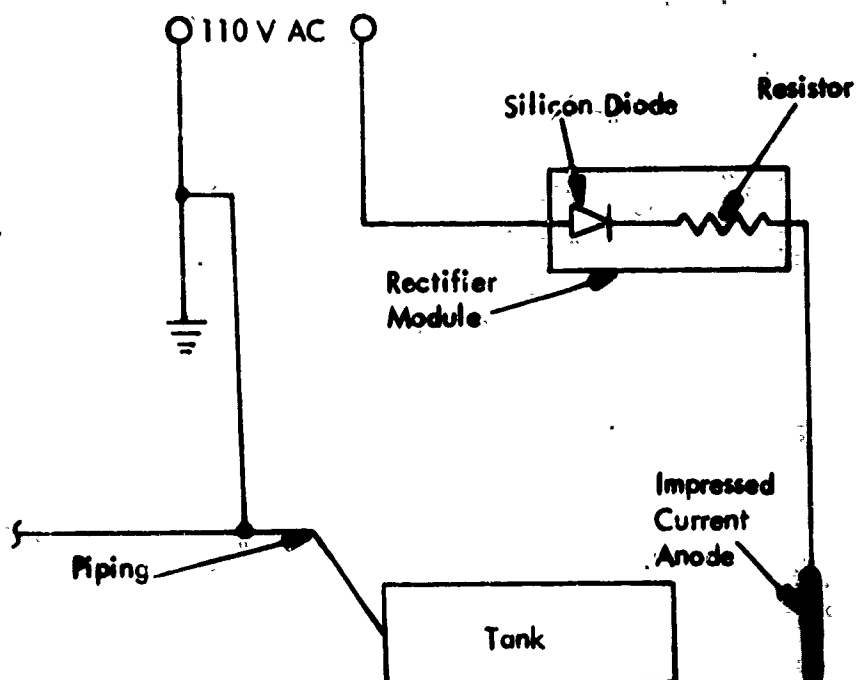 110 V AC
Silicon Diode
Resistor
Rectifier
Module
Impressed
Current
Anode
Piping
Tank